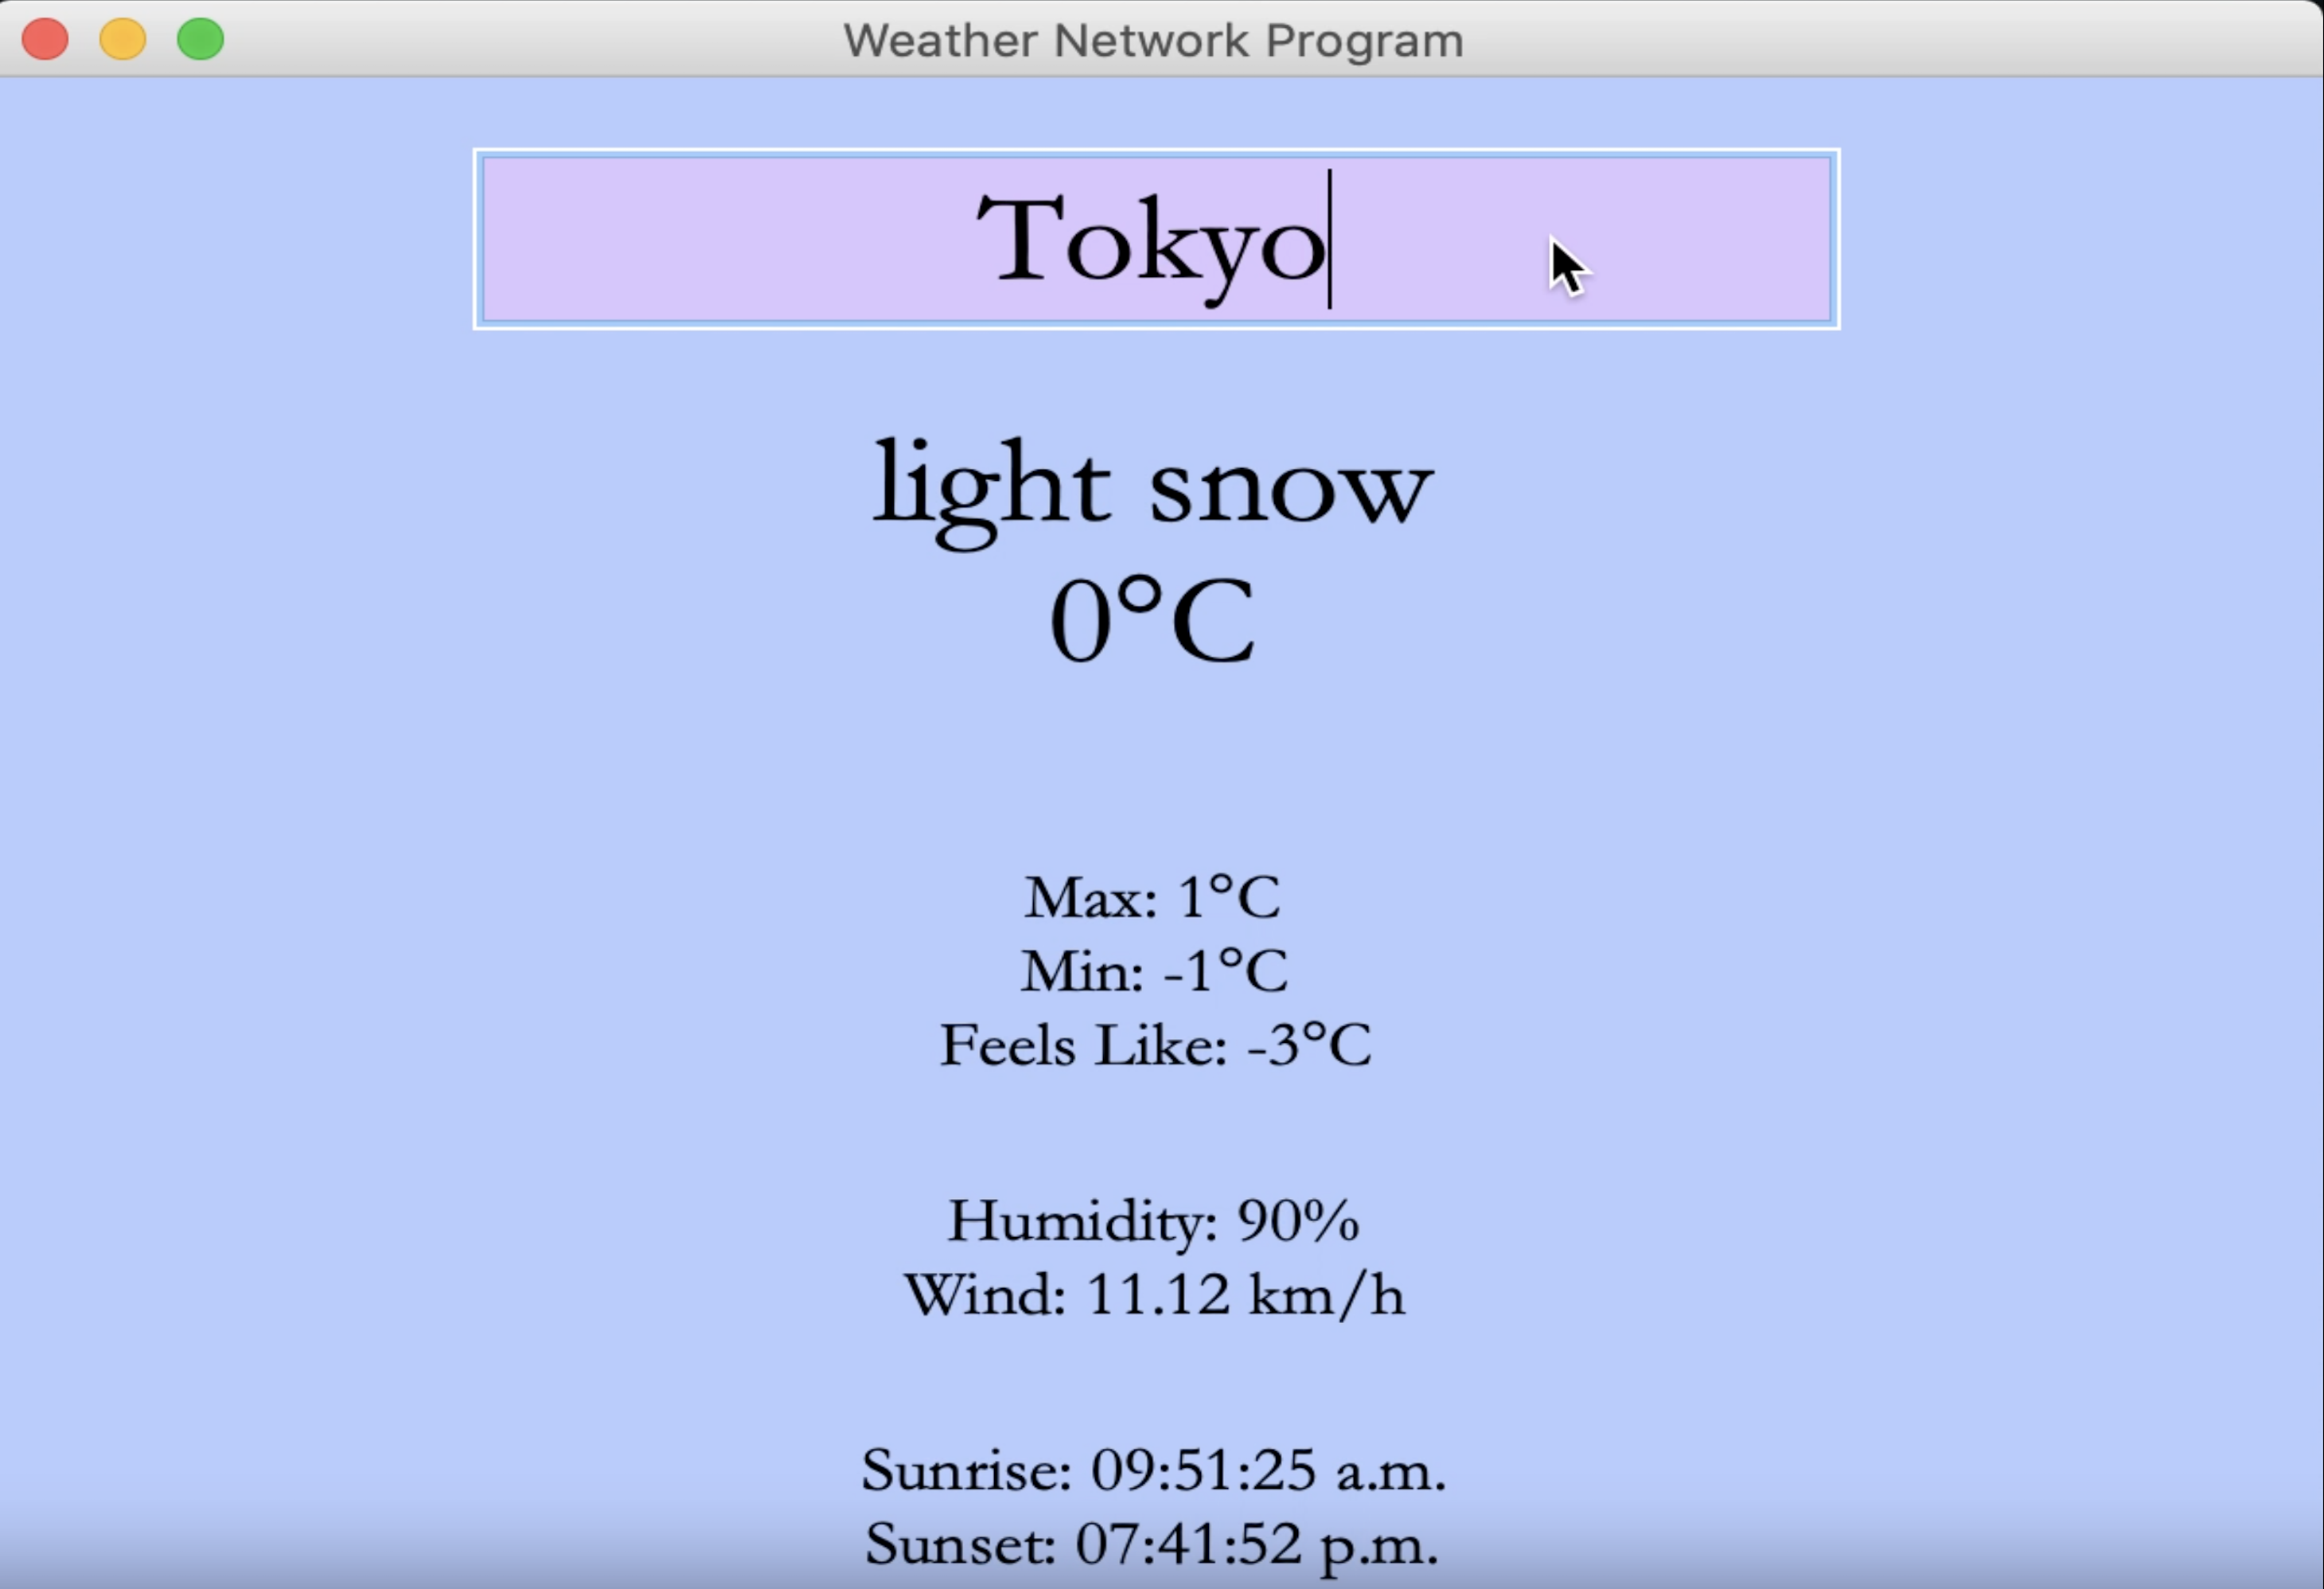 Weather Network Program
Tokyo
light snow
0°C
Max: 1°C
Min: -1°C
Feels Like: -3°C
Humidity: 90%
Wind: 11.12 km/h
Sunrise: 09:51:25 a.m.
Sunset: 07:41:52 p.m.